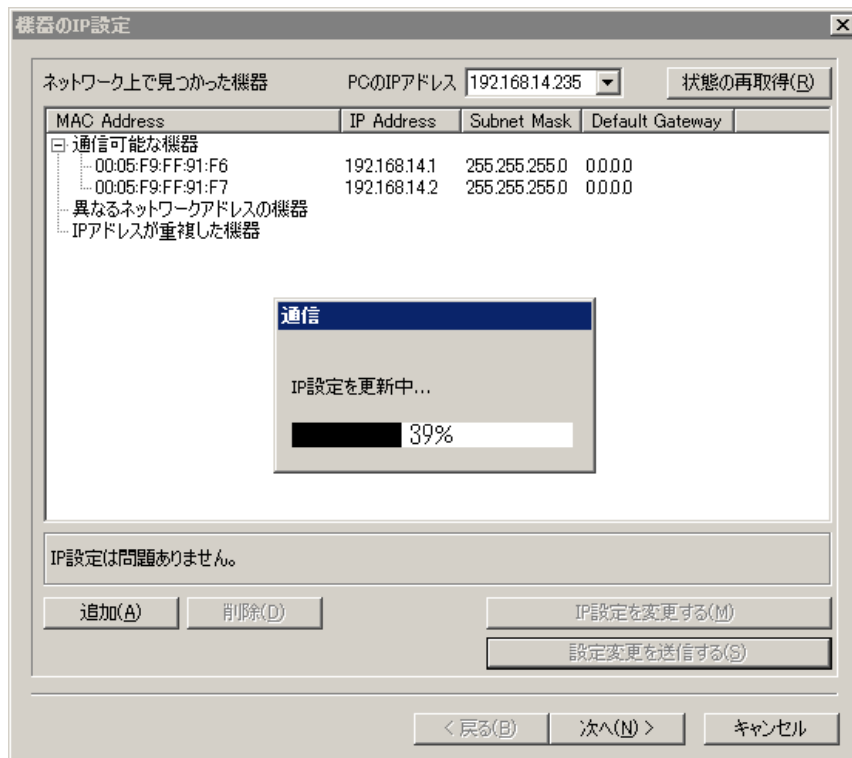 機器のIP設定
ネットワーク上で見つかった機器 PCのIPアドレス 192.168.14.235 状態の再取得(R)
MAC Address IP Address Subnet Mask Default Gateway
通信可能な機器
00:05:F9:FF:91:F6 192.168.14.1 255.255.255.0 0.0.0.0
00:05:F9:FF:91:F7 192.168.14.2 255.255.255.0 0.0.0.0
異なるネットワークアドレスの機器
IPアドレスが重複した機器
通信
IP設定を更新中...
39%
IP設定は問題ありません。
追加(A) 削除(D) IP設定を変更する(M)
設定変更を送信する(S)
< 戻る(B) 次へ(N) > キャンセル